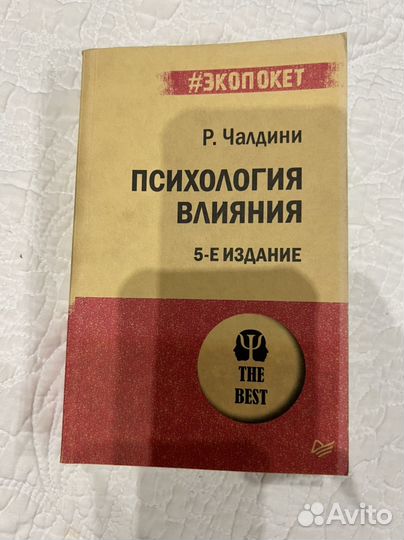 #ЭКОПОКЕТ
Р. Чалдини
ПСИХОЛОГИЯ
ВЛИЯНИЯ
5-Е ИЗДАНИЕ
Ψ
THE
BEST
Avito